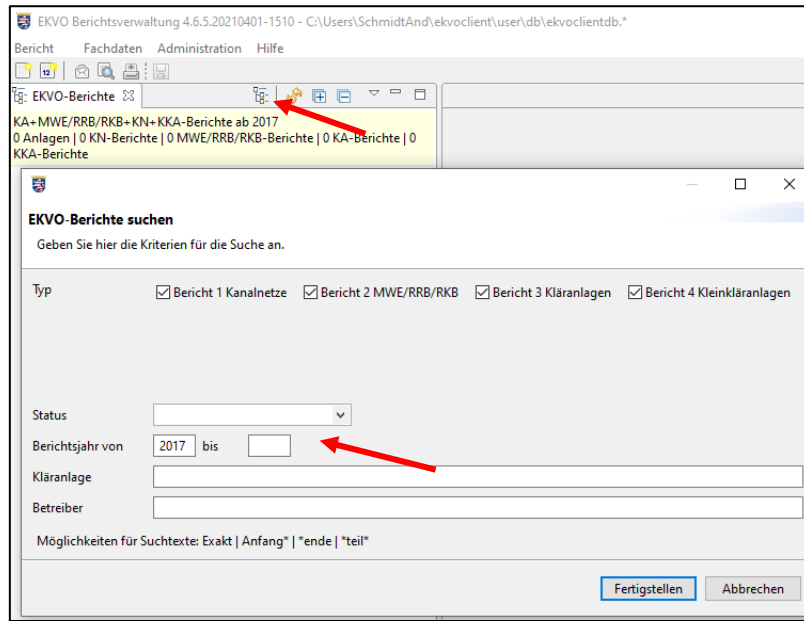 EKVO Berichtsverwaltung 4.6.5.20210401-1510 - C:\Users\SchmidtAnd\ekvoclient\user\db\ekvoclientdb.*
Bericht Fachdaten Administration Hilfe
12
EKVO-Berichte
KA+MWE/RRB/RKB+KN+KKA-Berichte ab 2017
0 Anlagen | 0 KN-Berichte | 0 MWE/RRB/RKB-Berichte | 0 KA-Berichte | 0
KKA-Berichte
EKVO-Berichte suchen
Geben Sie hier die Kriterien für die Suche an.
Typ Bericht 1 Kanalnetze Bericht 2 MWE/RRB/RKB Bericht 3 Kläranlagen Bericht 4 Kleinkläranlagen
Status
Berichtsjahr von 2017 bis
Kläranlage
Betreiber
Möglichkeiten für Suchtexte: Exakt | Anfang* | *ende | *teil*
Fertigstellen Abbrechen